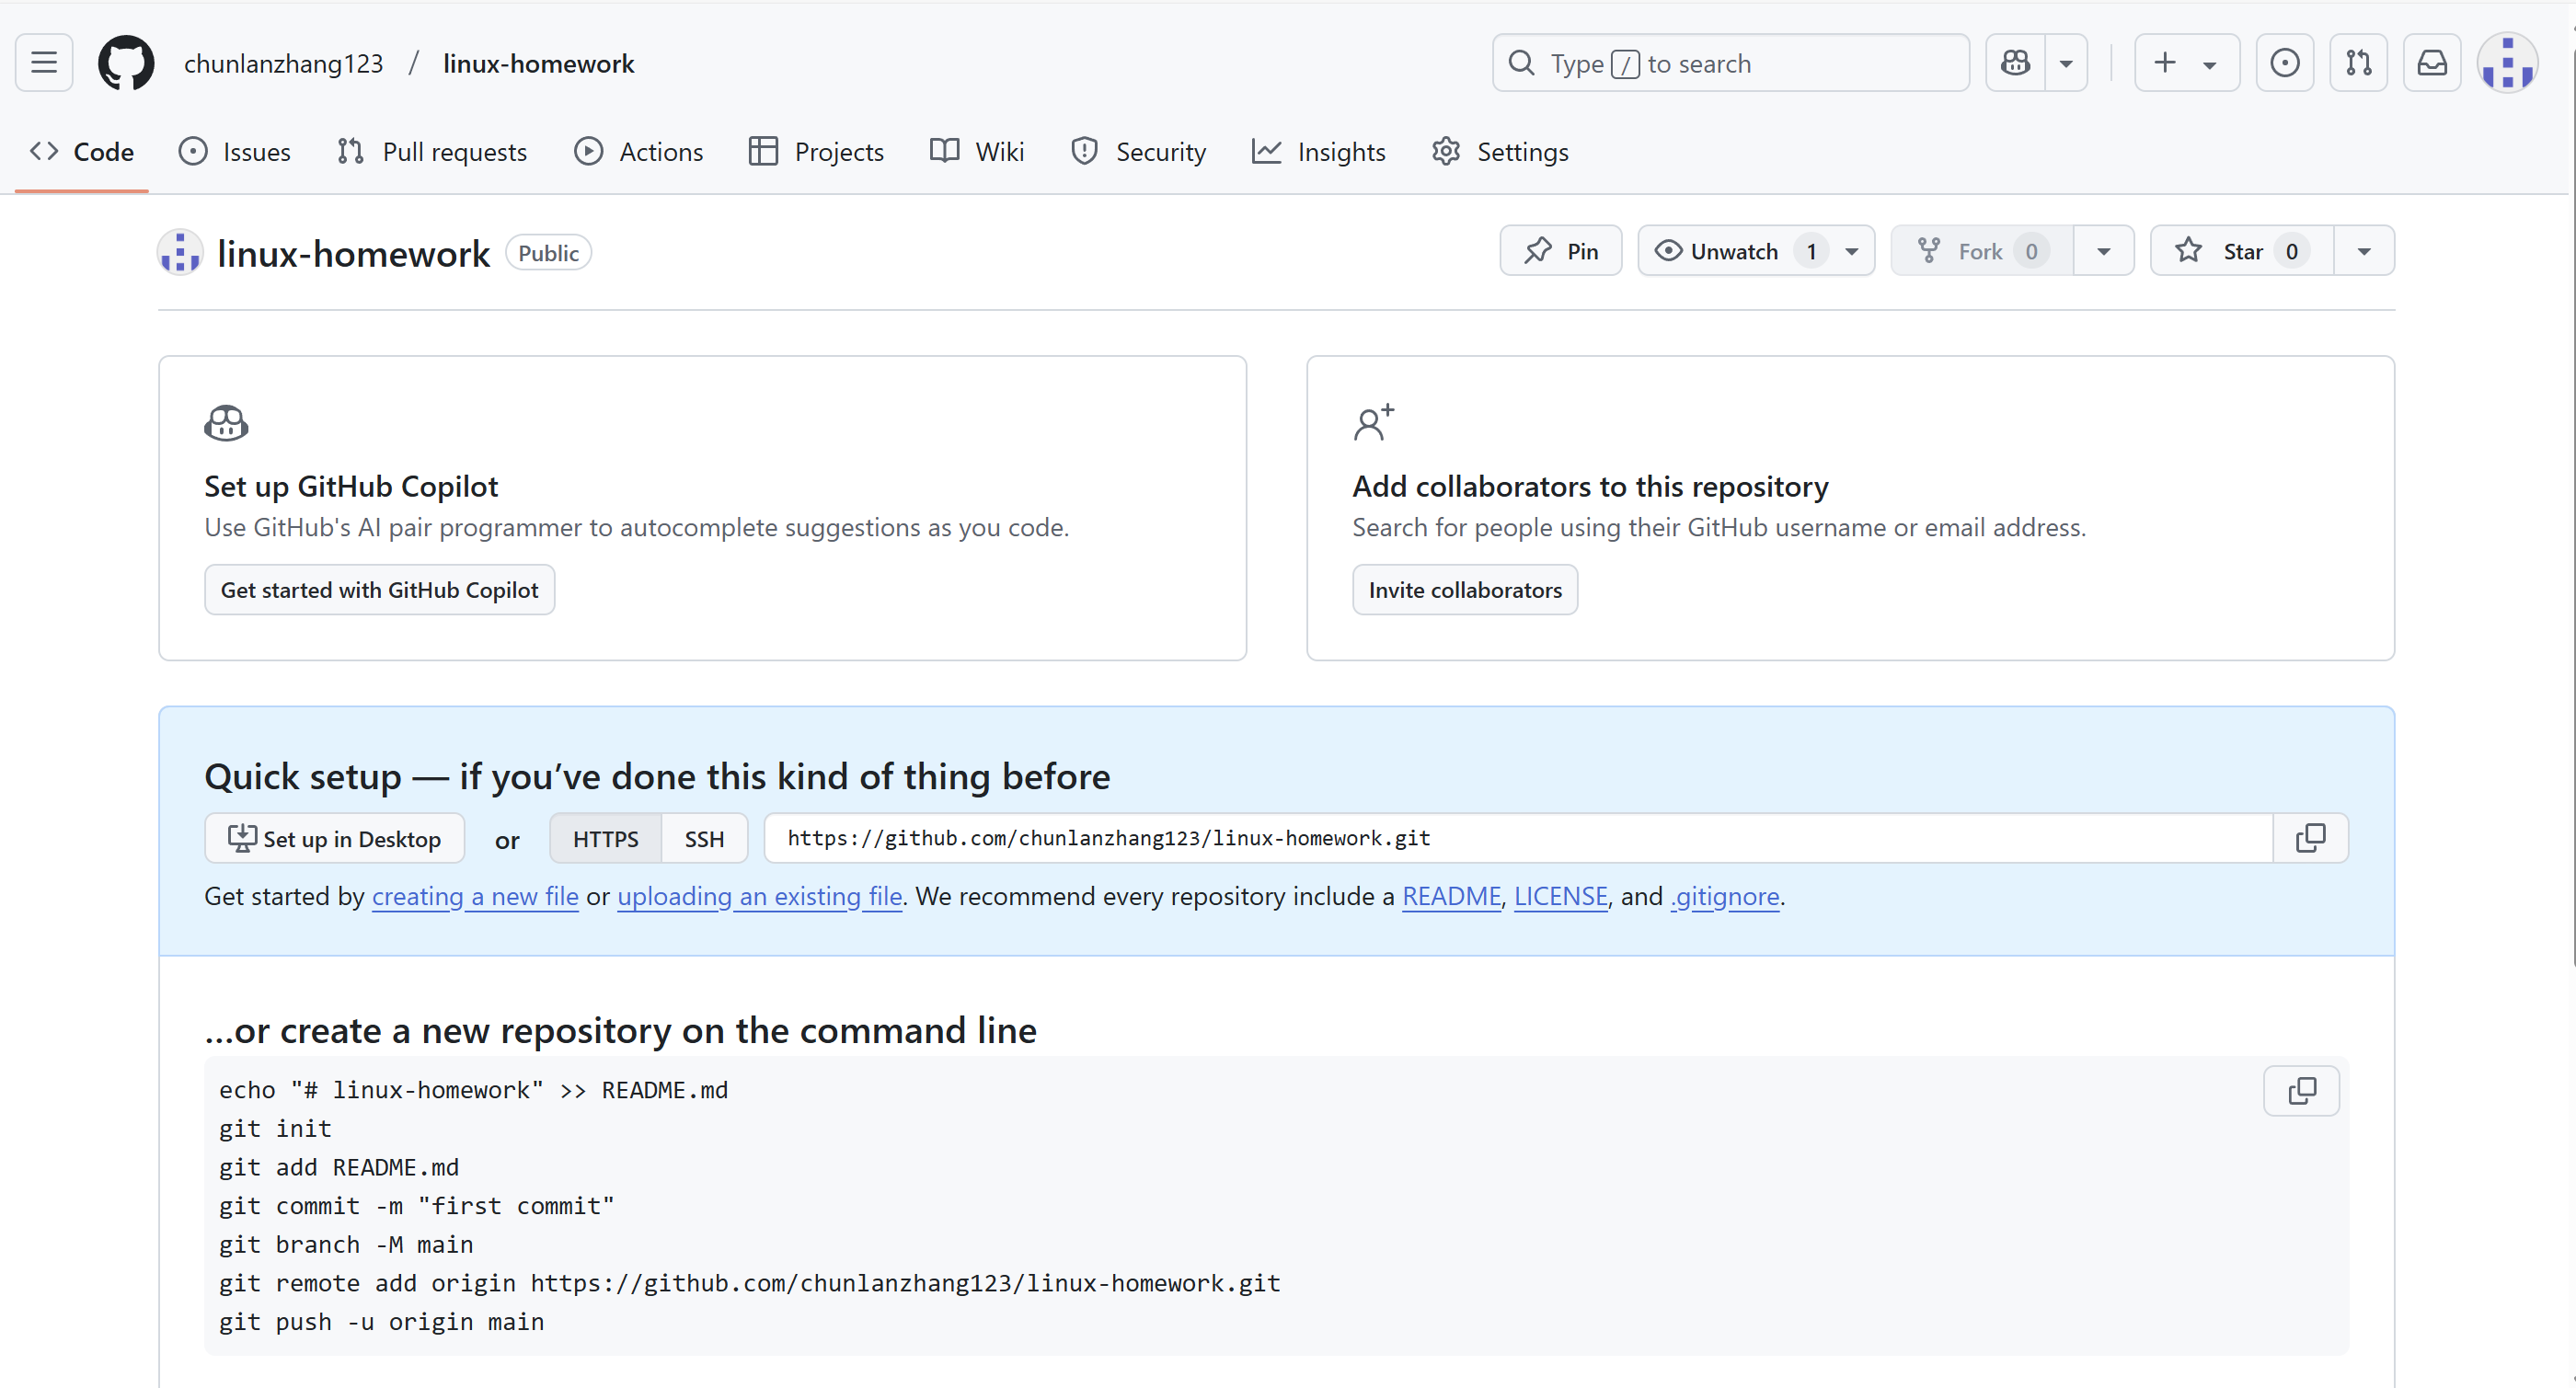 chunlanzhang123 / linux-homework
Type / to search
Code Issues Pull requests Actions Projects Wiki Security Insights Settings
linux-homework Public
Pin Unwatch 1 Fork 0 Star 0
Set up GitHub Copilot
Use GitHub's AI pair programmer to autocomplete suggestions as you code.
Get started with GitHub Copilot
Add collaborators to this repository
Search for people using their GitHub username or email address.
Invite collaborators
Quick setup — if you’ve done this kind of thing before
Set up in Desktop or HTTPS SSH https://github.com/chunlanzhang123/linux-homework.git
Get started by creating a new file or uploading an existing file. We recommend every repository include a README, LICENSE, and .gitignore.
…or create a new repository on the command line
echo "# linux-homework" >> README.md
git init
git add README.md
git commit -m "first commit"
git branch -M main
git remote add origin https://github.com/chunlanzhang123/linux-homework.git
git push -u origin main